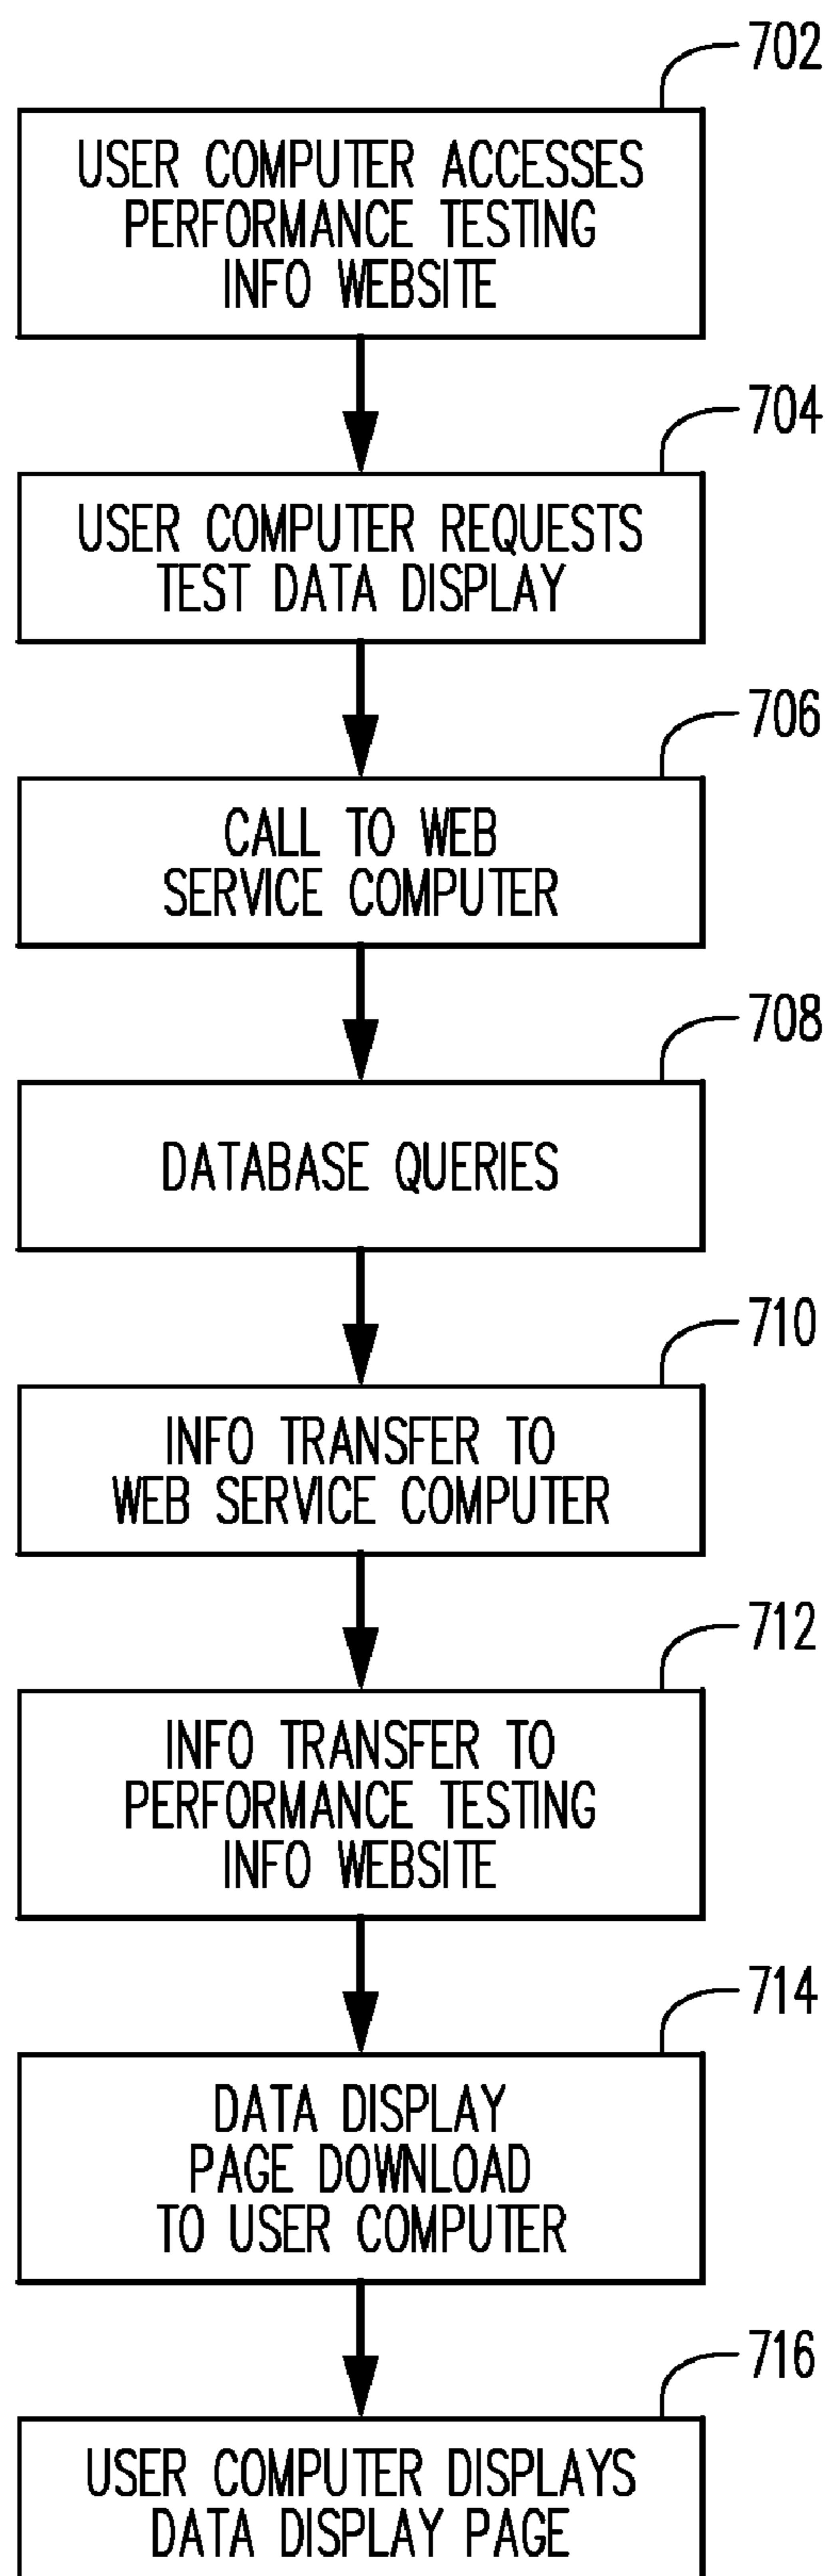 702
USER COMPUTER ACCESSES
PERFORMANCE TESTING
INFO WEBSITE
704
USER COMPUTER REQUESTS
TEST DATA DISPLAY
706
CALL TO WEB
SERVICE COMPUTER
708
DATABASE QUERIES
710
INFO TRANSFER TO
WEB SERVICE COMPUTER
712
INFO TRANSFER TO
PERFORMANCE TESTING
INFO WEBSITE
714
DATA DISPLAY
PAGE DOWNLOAD
TO USER COMPUTER
716
USER COMPUTER DISPLAYS
DATA DISPLAY PAGE